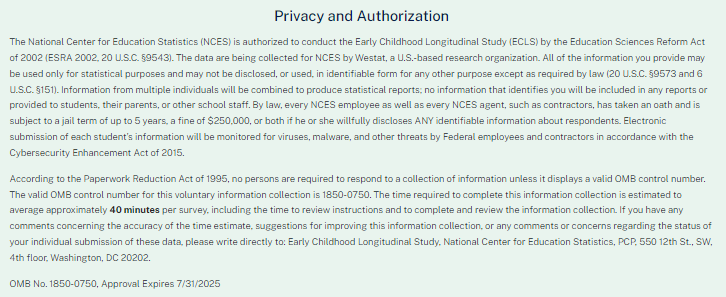 Privacy and Authorization
The National Center for Education Statistics (NCES) is authorized to conduct the Early Childhood Longitudinal Study (ECLS) by the Education Sciences Reform Act
of 2002 (ESRA 2002, 20 U.S.C. §9543). The data are being collected for NCES by Westat, a U.S.-based research organization. All of the information you provide may
be used only for statistical purposes and may not be disclosed, or used, in identifiable form for any other purpose except as required by law (20 U.S.C. §9573 and 6
U.S.C. §151). Information from multiple individuals will be combined to produce statistical reports; no information that identifies you will be included in any reports or
provided to students, their parents, or other school staff. By law, every NCES employee as well as every NCES agent, such as contractors, has taken an oath and is
subject to a jail term of up to 5 years, a fine of $250,000, or both if he or she willfully discloses ANY identifiable information about respondents. Electronic
submission of each student's information will be monitored for viruses, malware, and other threats by Federal employees and contractors in accordance with the
Cybersecurity Enhancement Act of 2015.
According to the Paperwork Reduction Act of 1995, no persons are required to respond to a collection of information unless it displays a valid OMB control number.
The valid OMB control number for this voluntary information collection is 1850-0750. The time required to complete this information collection is estimated to
average approximately 40 minutes per survey, including the time to review instructions and to complete and review the information collection. If you have any
comments concerning the accuracy of the time estimate, suggestions for improving this information collection, or any comments or concerns regarding the status of
your individual submission of these data, please write directly to: Early Childhood Longitudinal Study, National Center for Education Statistics, PCP, 550 12th St., SW,
4th floor, Washington, DC 20202.
OMB No. 1850-0750, Approval Expires 7/31/2025